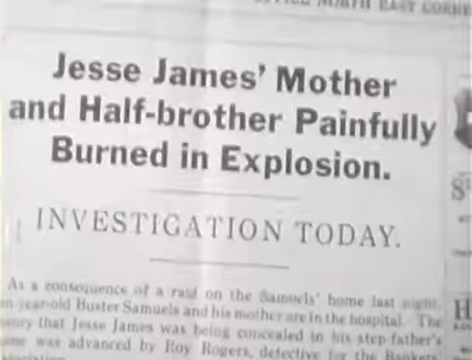 NORTH EAST
Jesse James' Mother
and Half-brother Painfully
Burned in Explosion.
INVESTIGATION TODAY.
As a consequence of a raid on the Samuels' home last night,
year-old Buster Samuels and his mother are in the hospital. The
that Jesse James was being concealed in his step-father's
was advanced by Roy Rogers, detective for the Bankers